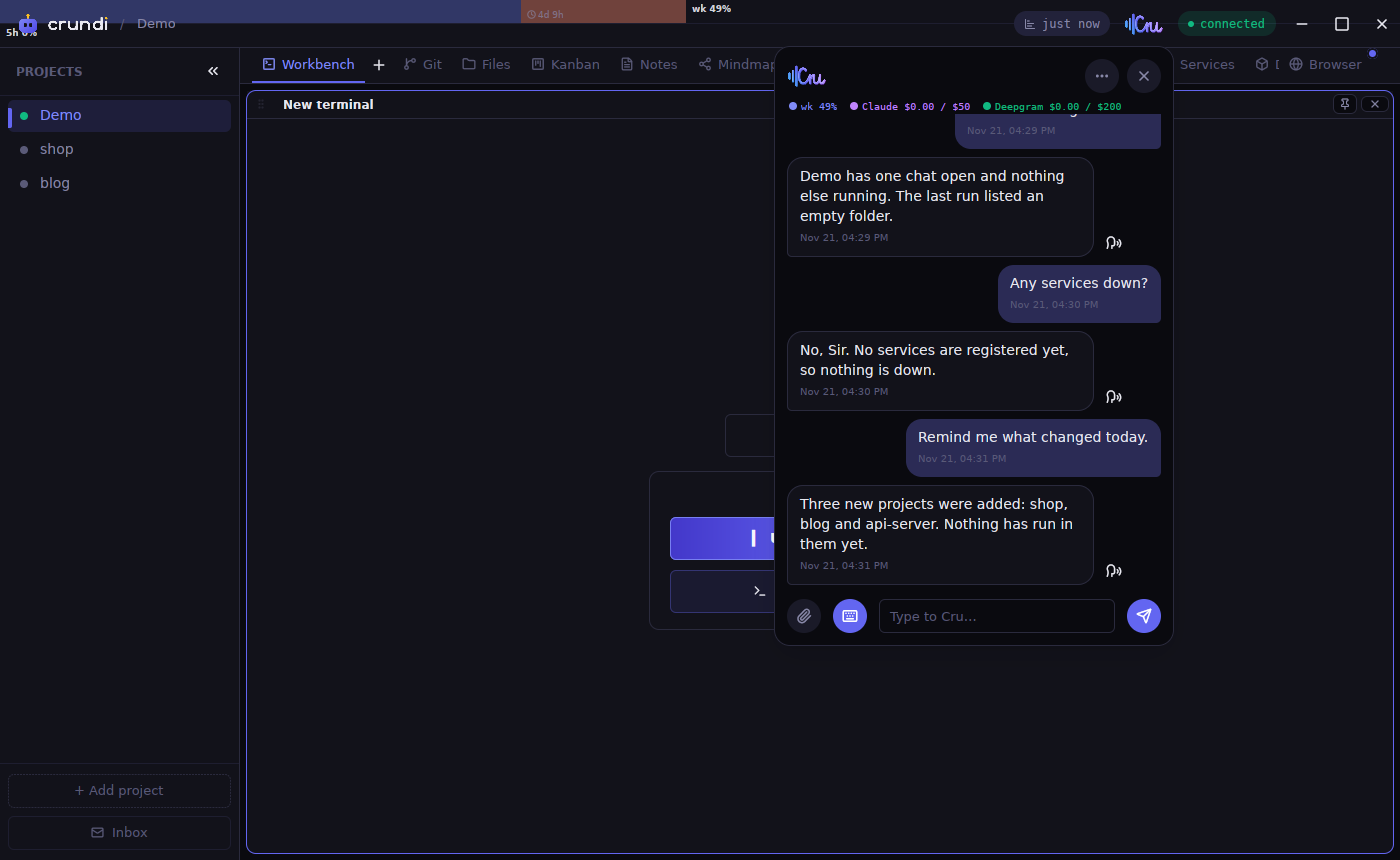 4d 9h
wk 49%
crundi / Demo
just now
Cru
connected
PROJECTS
Workbench
Git
Files
Kanban
Notes
Services
Browser
Demo
shop
blog
New terminal
Cru
wk 49%
Claude $0.00 / $50
Deepgram $0.00 / $200
Nov 21, 04:29 PM
Demo has one chat open and nothing
else running. The last run listed an
empty folder.
Nov 21, 04:29 PM
Any services down?
Nov 21, 04:30 PM
No, Sir. No services are registered yet,
so nothing is down.
Nov 21, 04:30 PM
Remind me what changed today.
Nov 21, 04:31 PM
Three new projects were added: shop,
blog and api-server. Nothing has run in
them yet.
Nov 21, 04:31 PM
Type to Cru...
+ Add project
Inbox